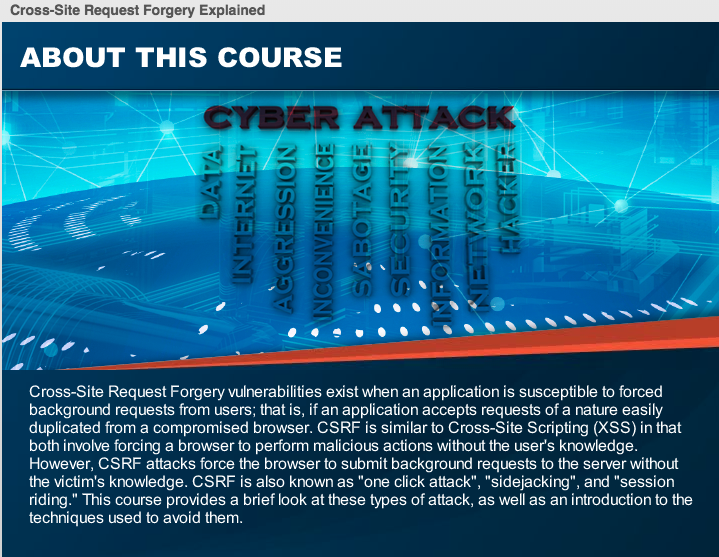 Cross-Site Request Forgery Explained
ABOUT THIS COURSE
CYBER ATTACK
DATA
INTERNET
AGGRESSION
INCONVENIENCE
SABOTAGE
SECURITY
INFORMATION
NETWORK
HACKER
Cross-Site Request Forgery vulnerabilities exist when an application is susceptible to forced
background requests from users; that is, if an application accepts requests of a nature easily
duplicated from a compromised browser. CSRF is similar to Cross-Site Scripting (XSS) in that
both involve forcing a browser to perform malicious actions without the user's knowledge.
However, CSRF attacks force the browser to submit background requests to the server without
the victim's knowledge. CSRF is also known as "one click attack", "sidejacking", and "session
riding." This course provides a brief look at these types of attack, as well as an introduction to the
techniques used to avoid them.